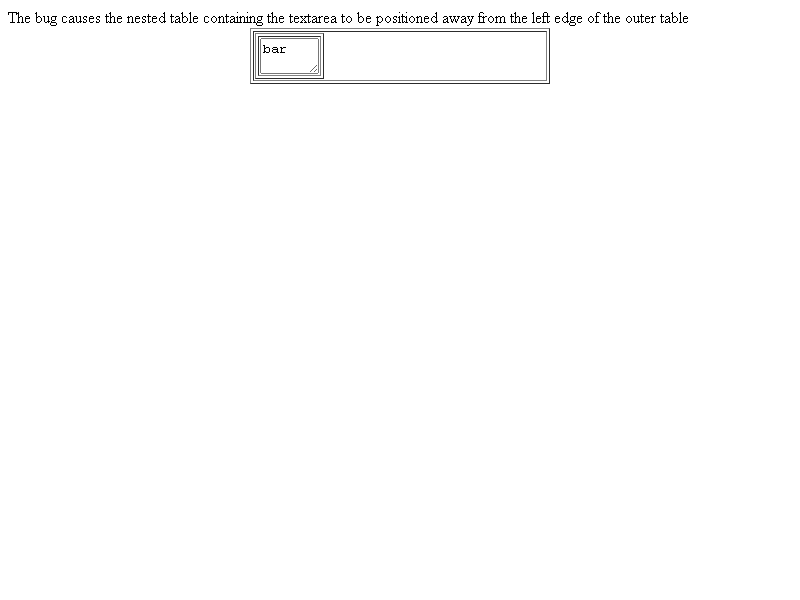 The bug causes the nested table containing the textarea to be positioned away from the left edge of the outer table
bar